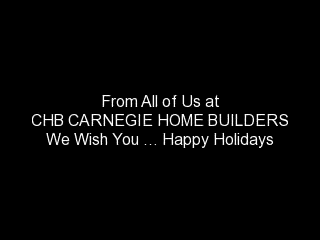 From All of Us at
CHB CARNEGIE HOME BUILDERS
We Wish You … Happy Holidays